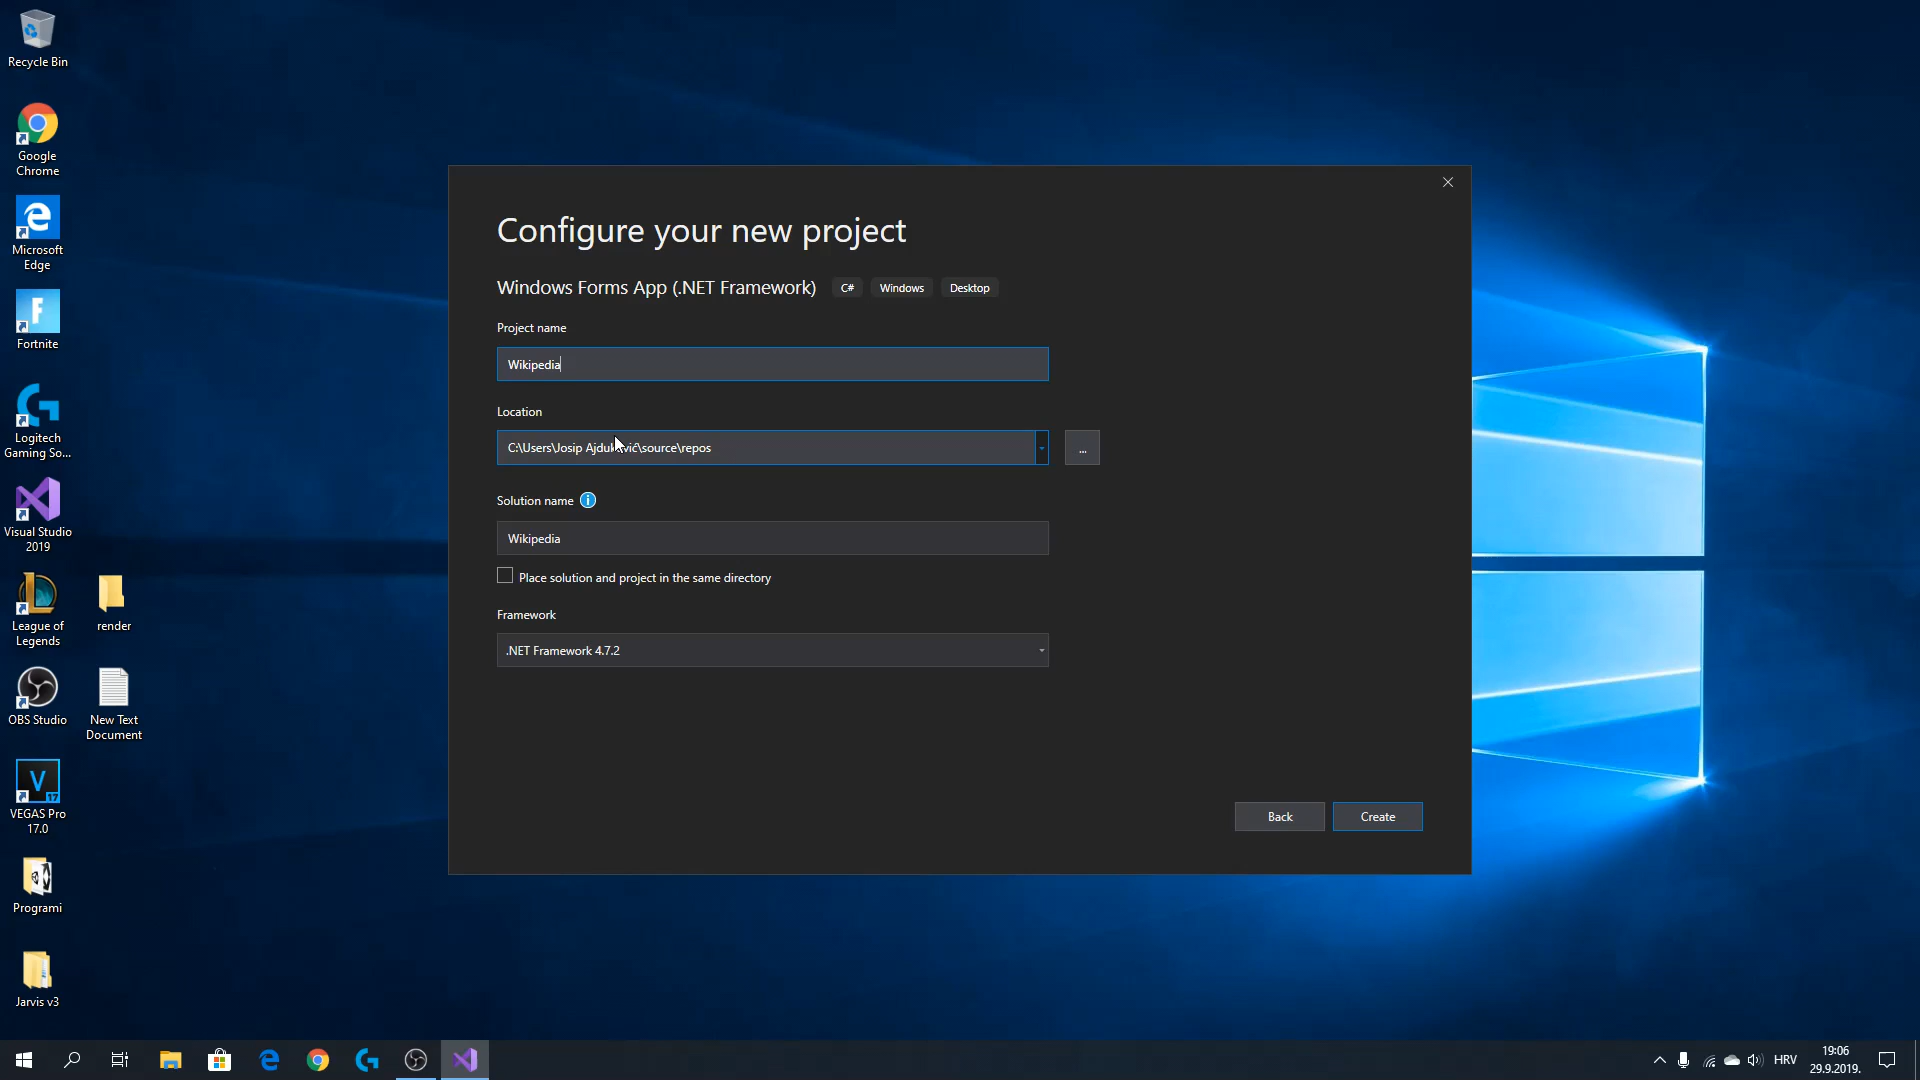 Recycle Bin
Google
Chrome
Microsoft
Edge
Fortnite
Logitech
Gaming So...
Visual Studio
2019
League of
Legends
render
OBS Studio
New Text
Document
VEGAS Pro
17.0
Programi
Jarvis v3
Configure your new project
Windows Forms App (.NET Framework) C# Windows Desktop
Project name
Wikipedia
Location
C:\Users\Josip Ajduković\source\repos
...
Solution name
Wikipedia
Place solution and project in the same directory
Framework
.NET Framework 4.7.2
Back
Create
HRV
19:06
29.9.2019.